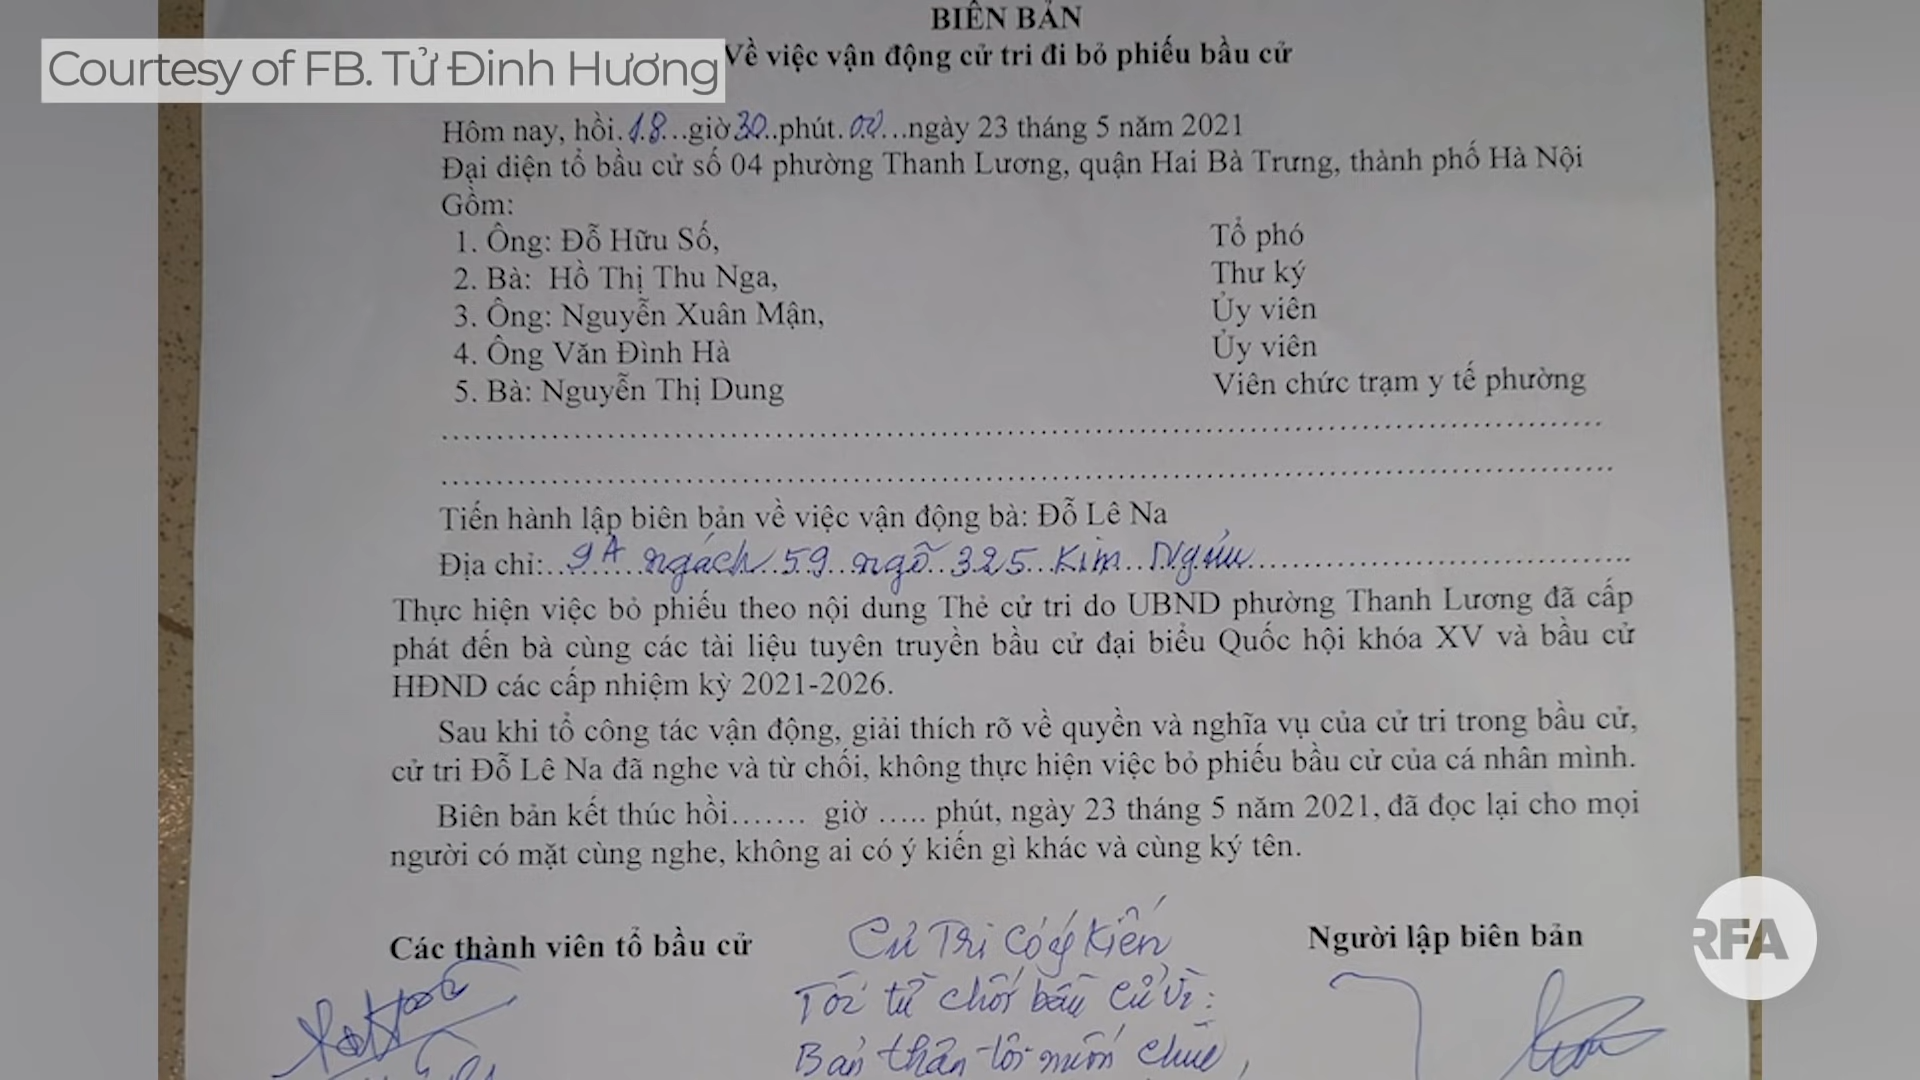 BIÊN BẢN
Courtesy of FB. Tử Đinh Hương
Về việc vận động cử tri đi bỏ phiếu bầu cử
Hôm nay, hồi.18...giờ30..phút.00...ngày 23 tháng 5 năm 2021
Đại diện tổ bầu cử số 04 phường Thanh Lương, quận Hai Bà Trưng, thành phố Hà Nội
Gồm:
1. Ông: Đỗ Hữu Số, Tổ phó
2. Bà: Hồ Thị Thu Nga, Thư ký
3. Ông: Nguyễn Xuân Mận, Ủy viên
4. Ông Văn Đình Hà Ủy viên
5. Bà: Nguyễn Thị Dung Viên chức trạm y tế phường
Tiến hành lập biên bản về việc vận động bà: Đỗ Lê Na
Địa chỉ: 9A ngách 59 ngõ 325 Kim Ngưu
Thực hiện việc bỏ phiếu theo nội dung Thẻ cử tri do UBND phường Thanh Lương đã cấp
phát đến bà cùng các tài liệu tuyên truyền bầu cử đại biểu Quốc hội khóa XV và bầu cử
HĐND các cấp nhiệm kỳ 2021-2026.
Sau khi tổ công tác vận động, giải thích rõ về quyền và nghĩa vụ của cử tri trong bầu cử,
cử tri Đỗ Lê Na đã nghe và từ chối, không thực hiện việc bỏ phiếu bầu cử của cá nhân mình.
Biên bản kết thúc hồi....... giờ ..... phút, ngày 23 tháng 5 năm 2021, đã đọc lại cho mọi
người có mặt cùng nghe, không ai có ý kiến gì khác và cùng ký tên.
Các thành viên tổ bầu cử
Cử Tri Có ý Kiến
Người lập biên bản
RFA
Tôi từ chối bầu cử vì:
Bản thân tôi muốn